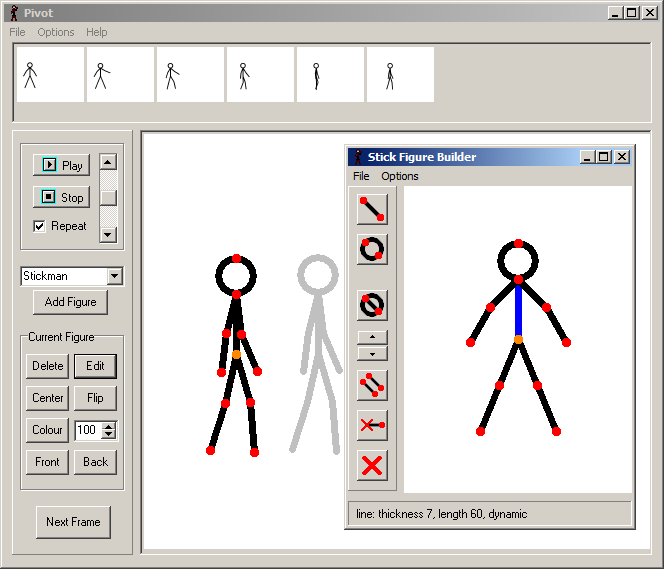 Pivot
File Options Help
Play
Stop
Repeat
Stickman
Add Figure
Current Figure
Delete Edit
Center Flip
Colour 100
Front Back
Next Frame
Stick Figure Builder
File Options
line: thickness 7, length 60, dynamic